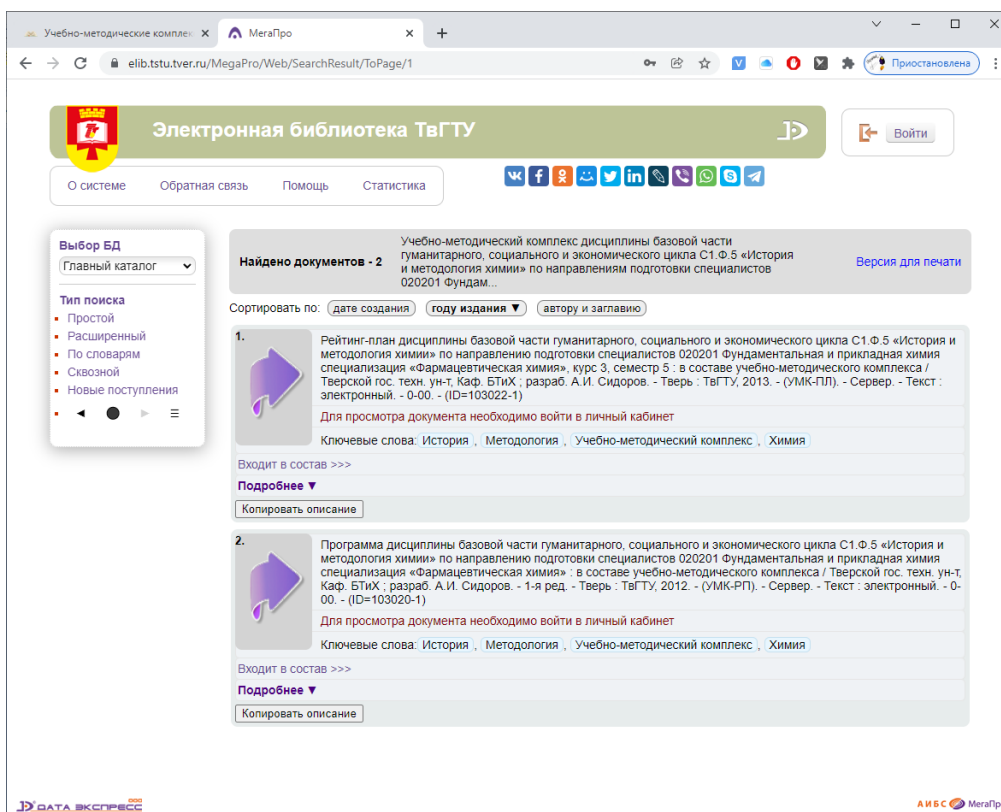 Учебно-методические комплек
МегаПро
elib.tstu.tver.ru/MegaPro/Web/SearchResult/ToPage/1
Приостановлена
Электронная библиотека ТвГТУ
Войти
О системе Обратная связь Помощь Статистика
Выбор БД
Главный каталог
Тип поиска
Простой
Расширенный
По словарям
Сквозной
Новые поступления
Найдено документов - 2
Учебно-методический комплекс дисциплины базовой части
гуманитарного, социального и экономического цикла С1.Ф.5 «История
и методология химии» по направлениям подготовки специалистов
020201 Фундам...
Версия для печати
Сортировать по: дате создания году издания ▼ автору и заглавию
1.
Рейтинг-план дисциплины базовой части гуманитарного, социального и экономического цикла С1.Ф.5 «История и
методология химии» по направлению подготовки специалистов 020201 Фундаментальная и прикладная химия
специализация «Фармацевтическая химия», курс 3, семестр 5 : в составе учебно-методического комплекса /
Тверской гос. техн. ун-т, Каф. БТиХ ; разраб. А.И. Сидоров. - Тверь : ТвГТУ, 2013. - (УМК-ПЛ). - Сервер. - Текст :
электронный. - 0-00. - (ID=103022-1)
Для просмотра документа необходимо войти в личный кабинет
Ключевые слова: История , Методология , Учебно-методический комплекс , Химия
Входит в состав >>>
Подробнее ▼
Копировать описание
2.
Программа дисциплины базовой части гуманитарного, социального и экономического цикла С1.Ф.5 «История и
методология химии» по направлению подготовки специалистов 020201 Фундаментальная и прикладная химия
специализация «Фармацевтическая химия» : в составе учебно-методического комплекса / Тверской гос. техн. ун-т,
Каф. БТиХ ; разраб. А.И. Сидоров. - 1-я ред. - Тверь : ТвГТУ, 2012. - (УМК-РП). - Сервер. - Текст : электронный. - 0-
00. - (ID=103020-1)
Для просмотра документа необходимо войти в личный кабинет
Ключевые слова: История , Методология , Учебно-методический комплекс , Химия
Входит в состав >>>
Подробнее ▼
Копировать описание
ДАТА ЭКСПРЕСС
АИБС МегаПр